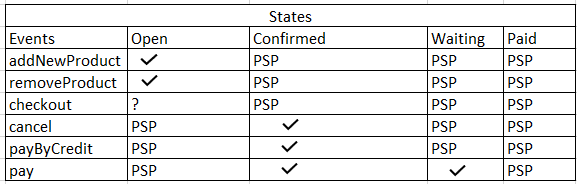 States
Events Open Confirmed Waiting Paid
addNewProduct ✓ PSP PSP PSP
removeProduct ✓ PSP PSP PSP
checkout ? PSP PSP PSP
cancel PSP ✓ PSP PSP
payByCredit PSP ✓ PSP PSP
pay PSP ✓ ✓ PSP